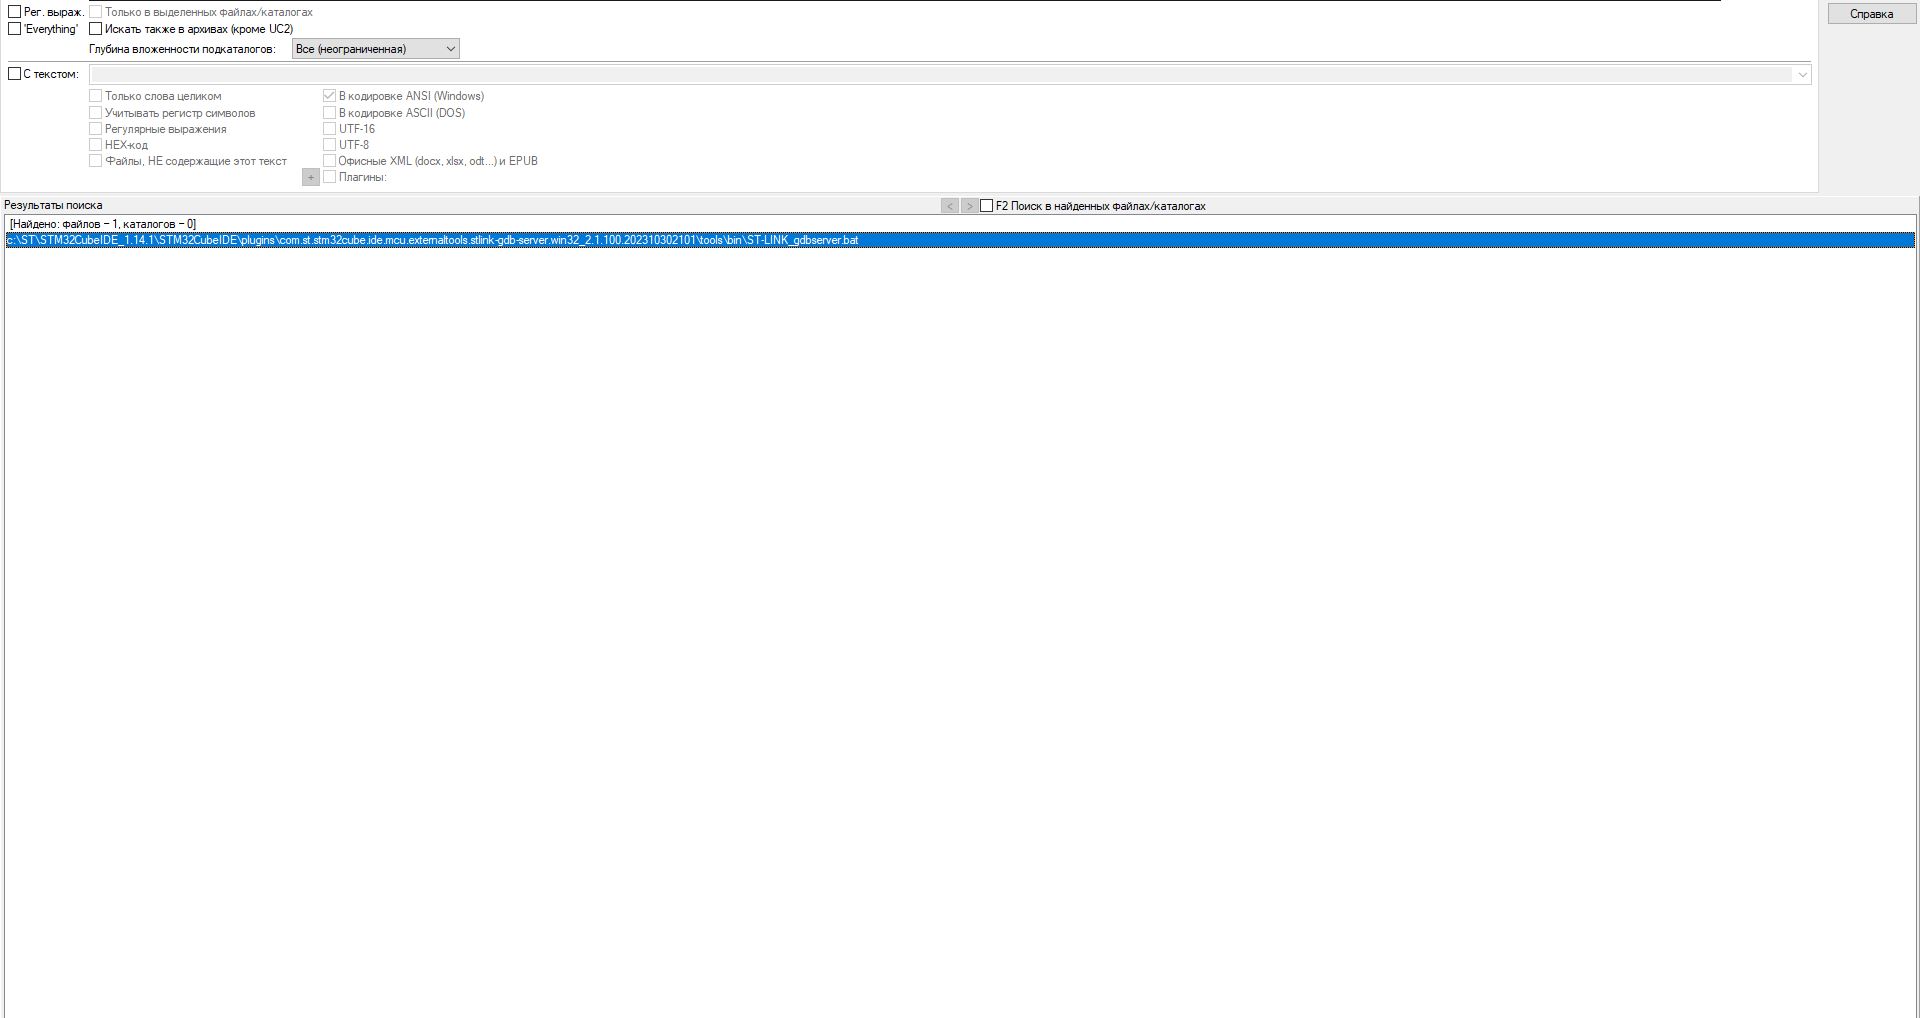 Рег. выраж. Только в выделенных файлах/каталогах
'Everything' Искать также в архивах (кроме UC2)
Глубина вложенности подкаталогов: Все (неограниченная)
Справка
С текстом:
Только слова целиком В кодировке ANSI (Windows)
Учитывать регистр символов В кодировке ASCII (DOS)
Регулярные выражения UTF-16
HEX-код UTF-8
Файлы, НЕ содержащие этот текст Офисные XML (docx, xlsx, odt...) и EPUB
+ Плагины:
Результаты поиска < > F2 Поиск в найденных файлах/каталогах
[Найдено: файлов – 1, каталогов – 0]
c:\ST\STM32CubeIDE_1.14.1\STM32CubeIDE\plugins\com.st.stm32cube.ide.mcu.externaltools.stlink-gdb-server.win32_2.1.100.202310302101\tools\bin\ST-LINK_gdbserver.bat